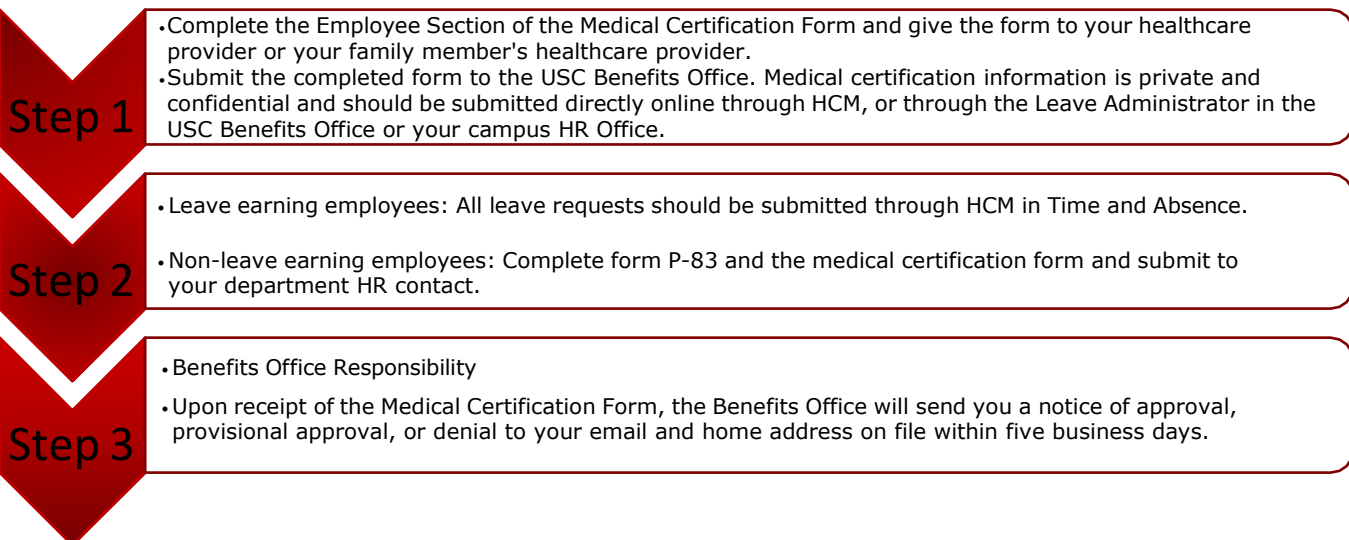 Step 1
•Complete the Employee Section of the Medical Certification Form and give the form to your healthcare
provider or your family member's healthcare provider.
•Submit the completed form to the USC Benefits Office. Medical certification information is private and
confidential and should be submitted directly online through HCM, or through the Leave Administrator in the
USC Benefits Office or your campus HR Office.
Step 2
•Leave earning employees: All leave requests should be submitted through HCM in Time and Absence.
•Non-leave earning employees: Complete form P-83 and the medical certification form and submit to
your department HR contact.
Step 3
•Benefits Office Responsibility
•Upon receipt of the Medical Certification Form, the Benefits Office will send you a notice of approval,
provisional approval, or denial to your email and home address on file within five business days.